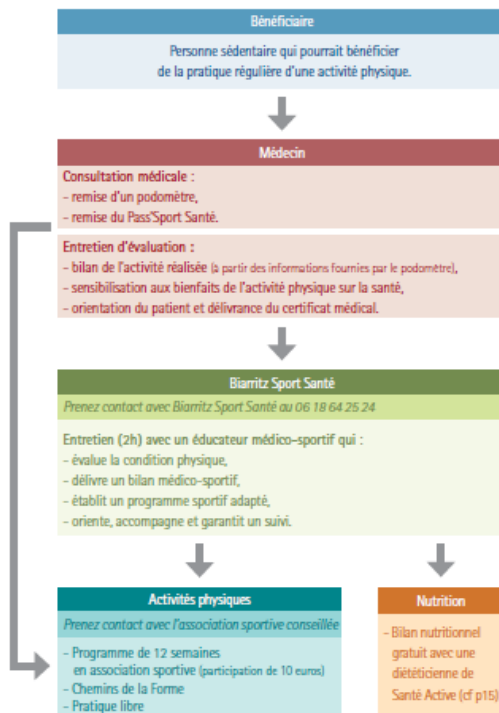 Bénéficiaire
Personne sédentaire qui pourrait bénéficier
de la pratique régulière d'une activité physique.
Médecin
Consultation médicale :
- remise d'un podomètre,
- remise du Pass'Sport Santé.
Entretien d'évaluation :
- bilan de l'activité réalisée (à partir des informations fournies par le podomètre),
- sensibilisation aux bienfaits de l'activité physique sur la santé,
- orientation du patient et délivrance du certificat médical.
Biarritz Sport Santé
Prenez contact avec Biarritz Sport Santé au 06 18 64 25 24
Entretien (2h) avec un éducateur médico-sportif qui :
- évalue la condition physique,
- délivre un bilan médico-sportif,
- établit un programme sportif adapté,
- oriente, accompagne et garantit un suivi.
Activités physiques
Prenez contact avec l'association sportive conseillée
- Programme de 12 semaines
en association sportive (participation de 10 euros)
- Chemins de la Forme
- Pratique libre
Nutrition
- Bilan nutritionnel
gratuit avec une
diététicienne de
Santé Active (cf p15)